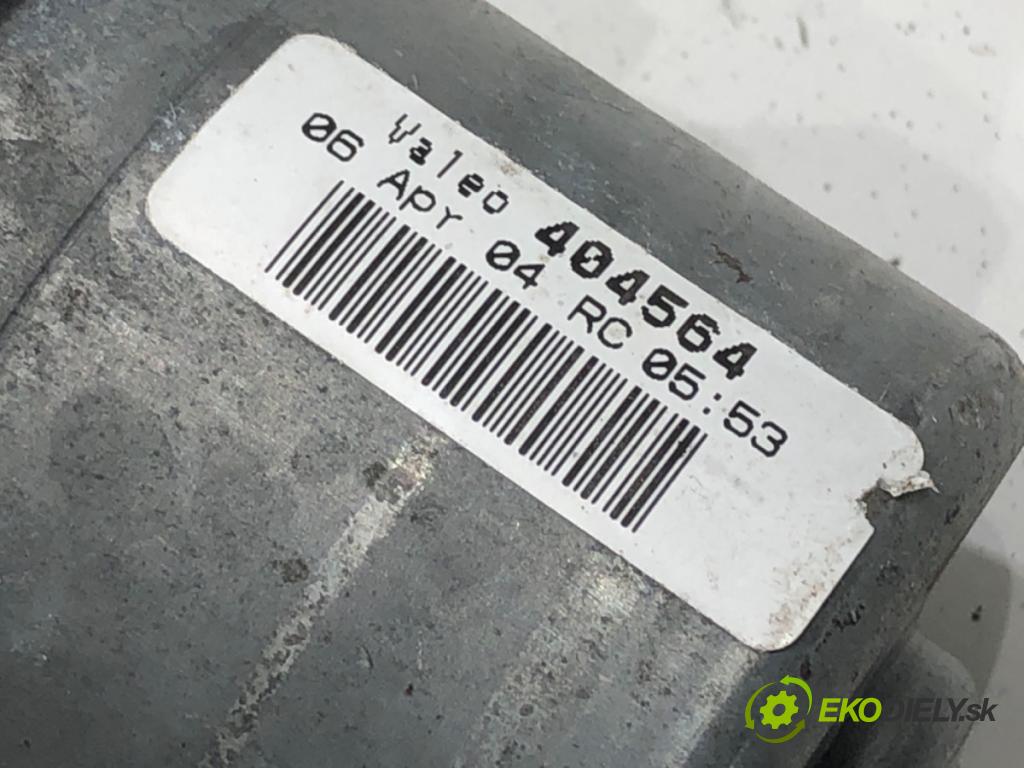 Valeo 404564
06 Apr 04 RC 05:53
EKODIELY.sk